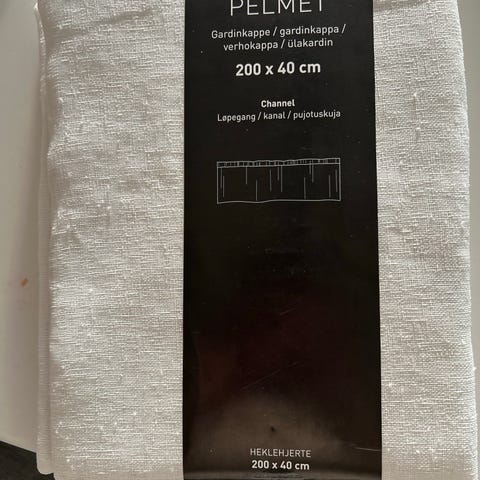 PELMET
Gardinkappe / gardinkappa /
verhokappa / ülakardin
200 x 40 cm
Channel
Løpegang / kanal / pujotuskuja
HEKLEHJERTE
200 x 40 cm